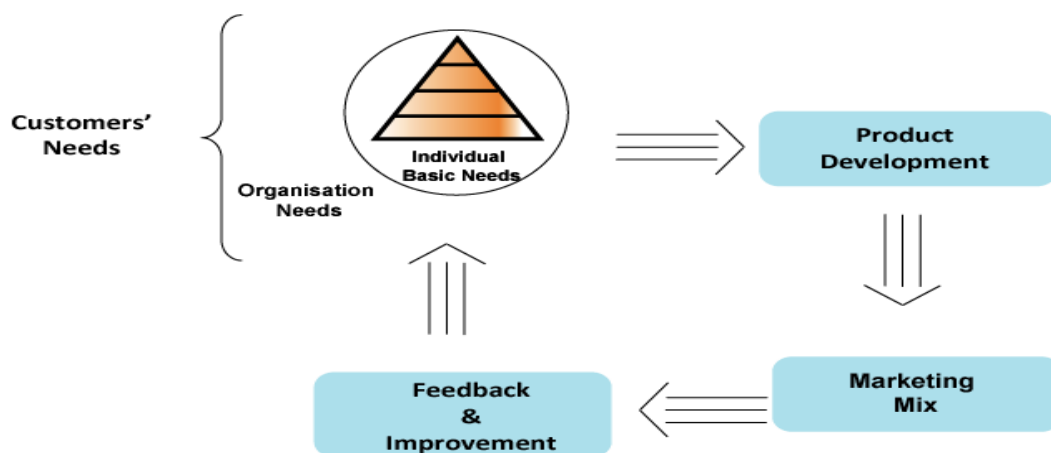 Customers'
Needs
Individual
Basic Needs
Organisation
Needs
Product
Development
Marketing
Mix
Feedback
&
Improvement